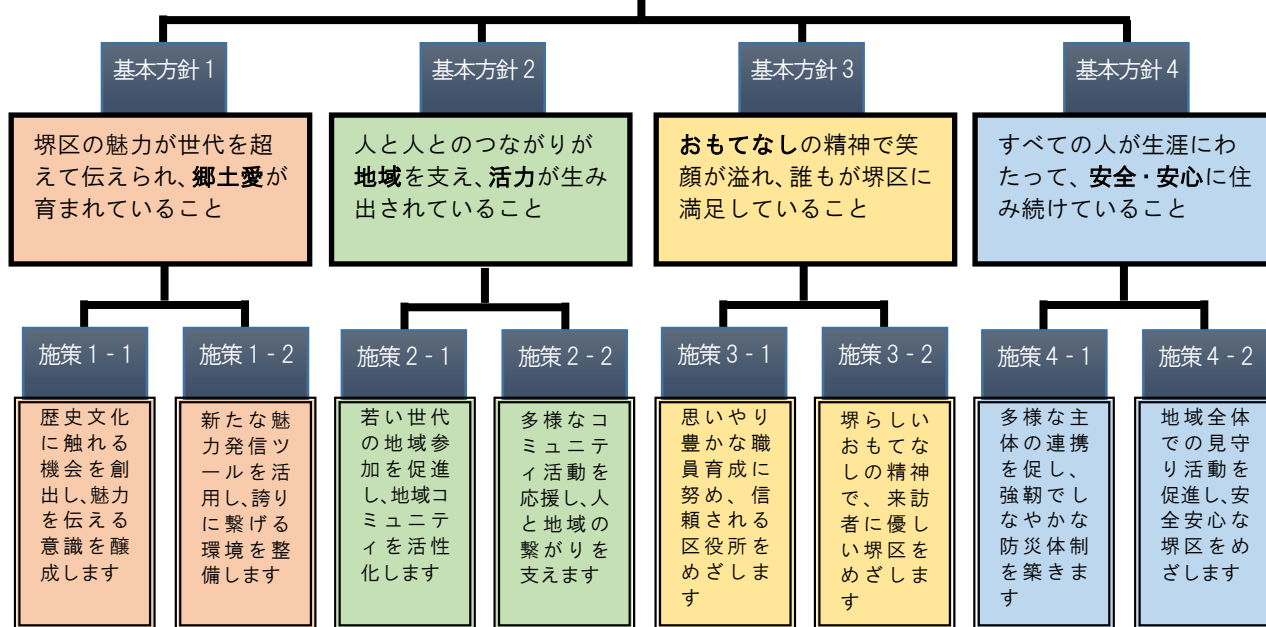 基本方針1
堺区の魅力が世代を超
えて伝えられ、郷土愛が
育まれていること
基本方針2
人と人とのつながりが
地域を支え、活力が生み
出されていること
基本方針3
おもてなしの精神で笑
顔が溢れ、誰もが堺区に
満足していること
基本方針4
すべての人が生涯にわ
たって、安全・安心に住
み続けていること
施策1-1
歴史文化
に触れる
機会を創
出し、魅力
を伝える
意識を醸
成します
施策1-2
新たな魅
力発信ツ
ールを活
用し、誇り
に繋げる
環境を整
備します
施策2-1
若い世代
の地域参
加を促進
し、地域コ
ミュニテ
ィを活性
化します
施策2-2
多様なコ
ミュニテ
ィ活動を
応援し、人
と地域の
繋がりを
支えます
施策3-1
思いやり
豊かな職
員育成に
努め、信
頼される
区役所を
めざしま
す
施策3-2
堺らしい
おもてな
しの精神
で、来訪
者に優し
い堺区を
めざしま
す
施策4-1
多様な主
体の連携
を促し、
強靭でし
なやかな
防災体制
を築きま
す
施策4-2
地域全体
での見守
り活動を
促進し、安
全安心な
堺区をめ
ざします